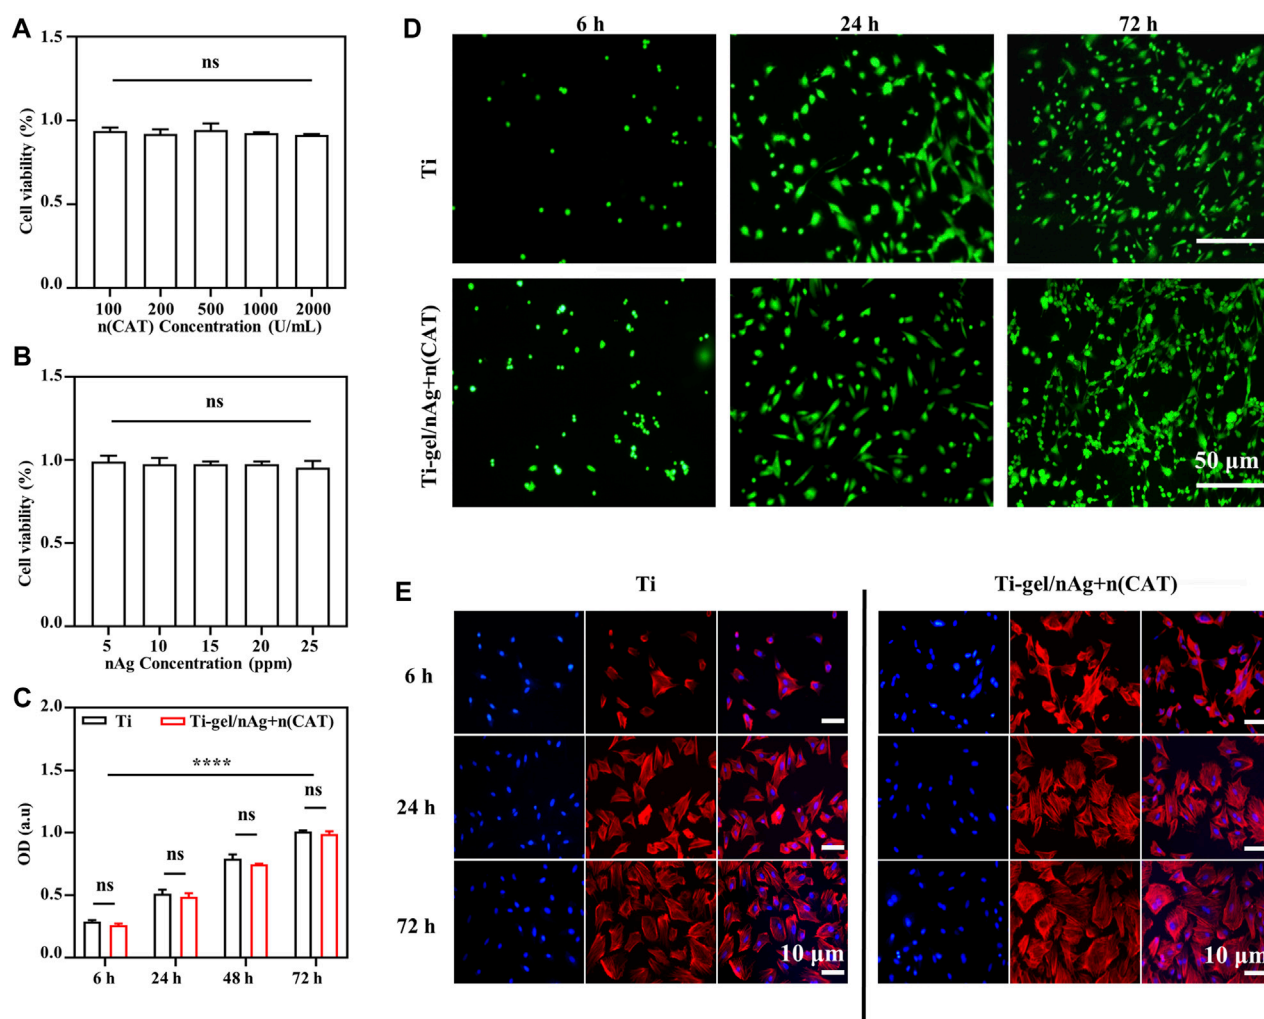 A
1.5
1.0
0.5
0.0
Cell viability (%)
ns
100 200 500 1000 2000
n(CAT) Concentration (U/mL)
B
1.5
1.0
0.5
0.0
Cell viability (%)
ns
5 10 15 20 25
nAg Concentration (ppm)
C
2.0
1.5
1.0
0.5
0.0
OD (a.u)
Ti Ti-gel/nAg+n(CAT)
****
ns
ns
ns
ns
6 h 24 h 48 h 72 h
D
6 h 24 h 72 h
Ti
Ti-gel/nAg+n(CAT)
50 µm
E
Ti Ti-gel/nAg+n(CAT)
6 h
24 h
72 h
10 µm
10 µm